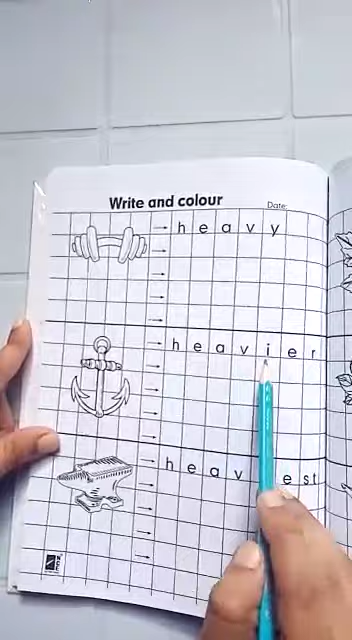 Write and colour
Date:
h e a v y
h e a v i e r
h e a v e s t